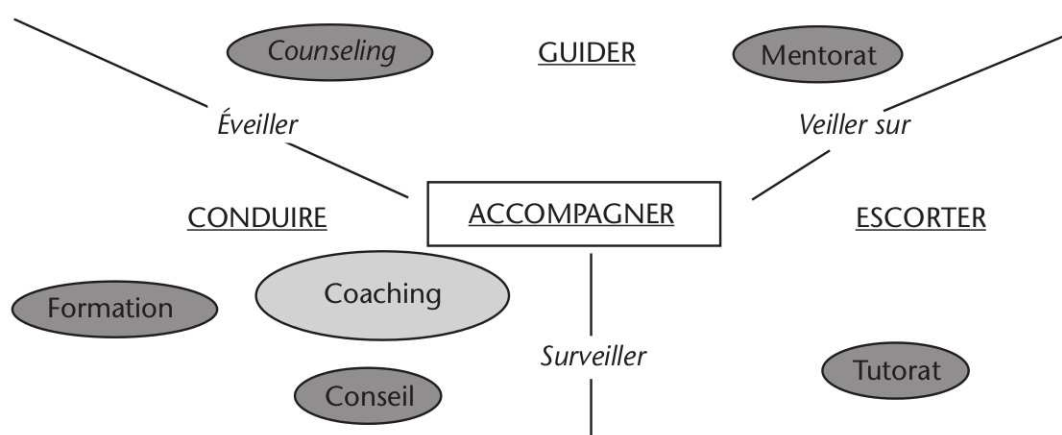 Counseling
GUIDER
Mentorat
Éveiller
Veiller sur
CONDUIRE
ACCOMPAGNER
ESCORTER
Formation
Coaching
Surveiller
Conseil
Tutorat